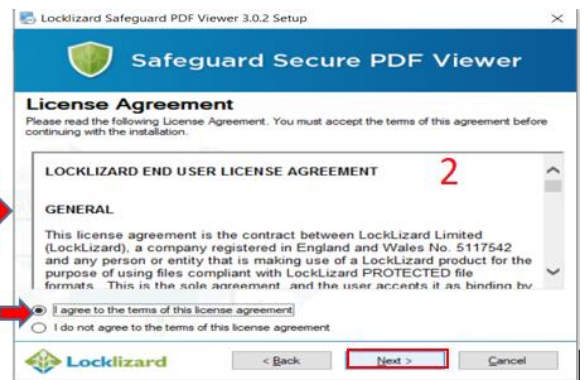 Locklizard Safeguard PDF Viewer 3.0.2 Setup
Safeguard Secure PDF Viewer
License Agreement
Please read the following License Agreement. You must accept the terms of this agreement before
continuing with the installation.
LOCKLIZARD END USER LICENSE AGREEMENT
2
GENERAL
This license agreement is the contract between LockLizard Limited
(LockLizard), a company registered in England and Wales No. 5117542
and any person or entity that is making use of a LockLizard product for the
purpose of using files compliant with LockLizard PROTECTED file
formats. This is the sole agreement, and the user accepts it as binding by
I agree to the terms of this license agreement
I do not agree to the terms of this license agreement
Locklizard
< Back
Next >
Cancel